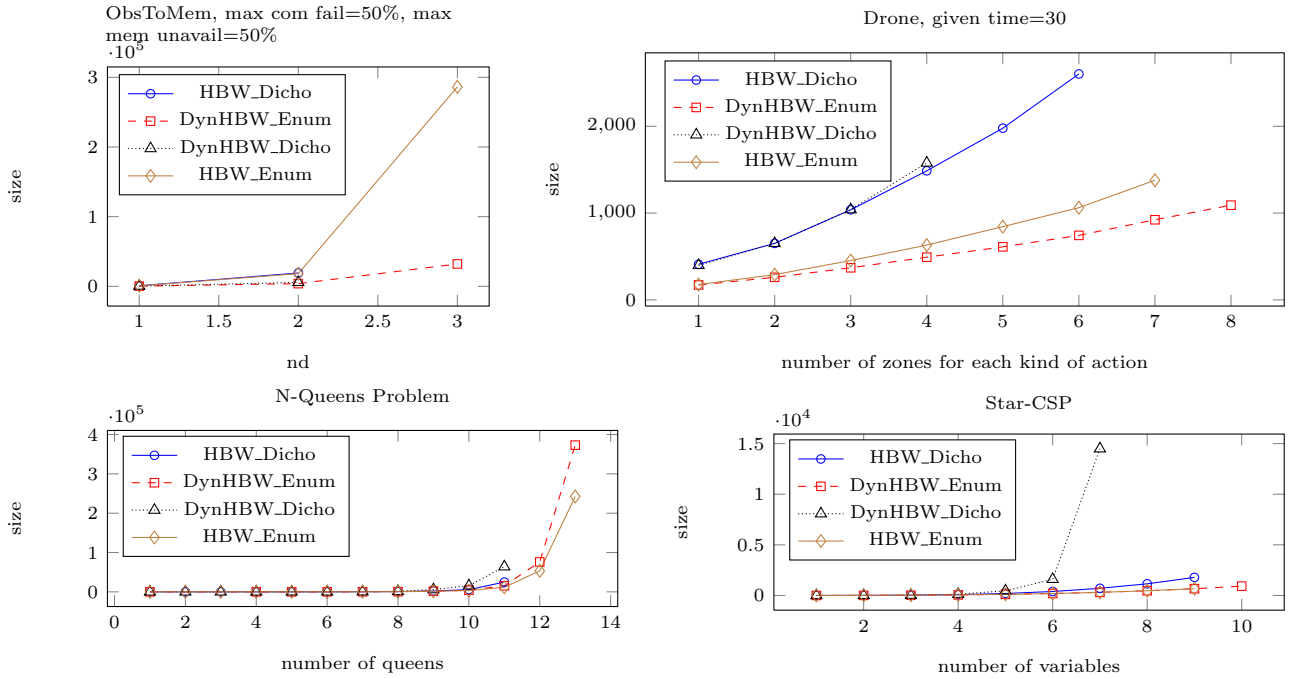 ObsToMem, max com fail=50%, max
mem unavail=50%
·10^5
3
2
1
0
size
HBW_Dicho
DynHBW_Enum
DynHBW_Dicho
HBW_Enum
1 1.5 2 2.5 3
nd
Drone, given time=30
2,000
1,000
0
size
HBW_Dicho
DynHBW_Enum
DynHBW_Dicho
HBW_Enum
1 2 3 4 5 6 7 8
number of zones for each kind of action
N-Queens Problem
·10^5
4
3
2
1
0
size
HBW_Dicho
DynHBW_Enum
DynHBW_Dicho
HBW_Enum
0 2 4 6 8 10 12 14
number of queens
Star-CSP
·10^4
1.5
1
0.5
0
size
HBW_Dicho
DynHBW_Enum
DynHBW_Dicho
HBW_Enum
2 4 6 8 10
number of variables